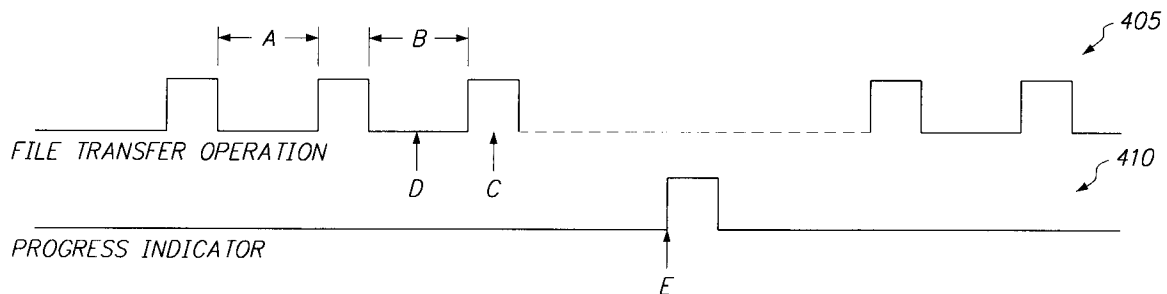 A
B
405
FILE TRANSFER OPERATION
D
C
410
PROGRESS INDICATOR
E